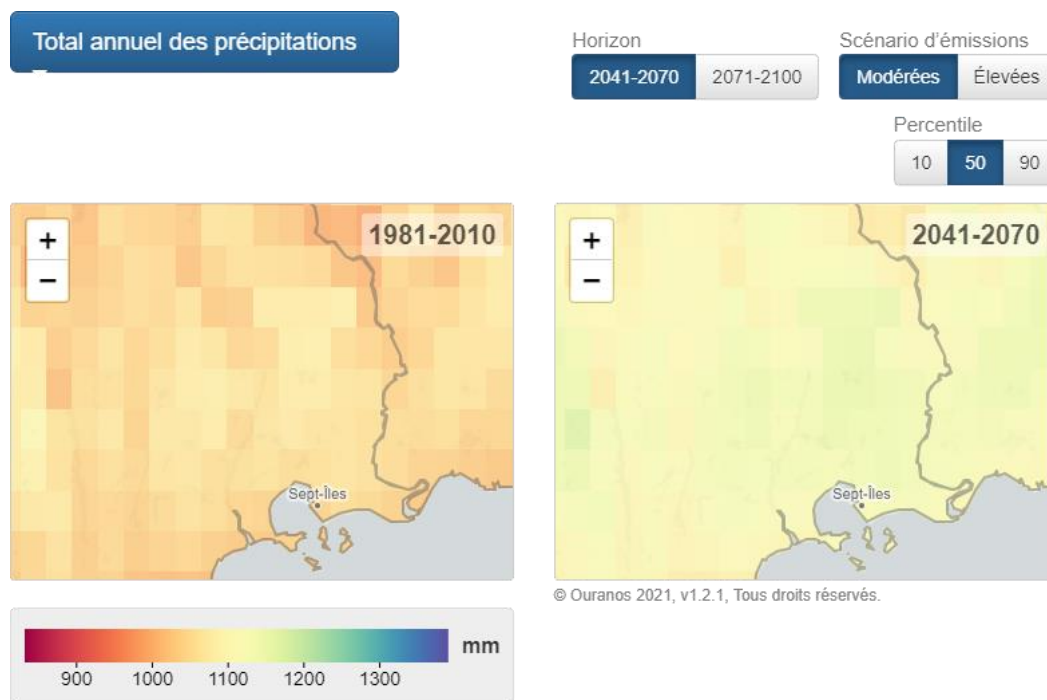 Total annuel des précipitations
Horizon
Scénario d'émissions
2041-2070
2071-2100
Modérées
Élevées
Percentile
10
50
90
+
−
1981-2010
Sept-Îles
+
−
2041-2070
Sept-Îles
© Ouranos 2021, v1.2.1, Tous droits réservés.
mm
900
1000
1100
1200
1300